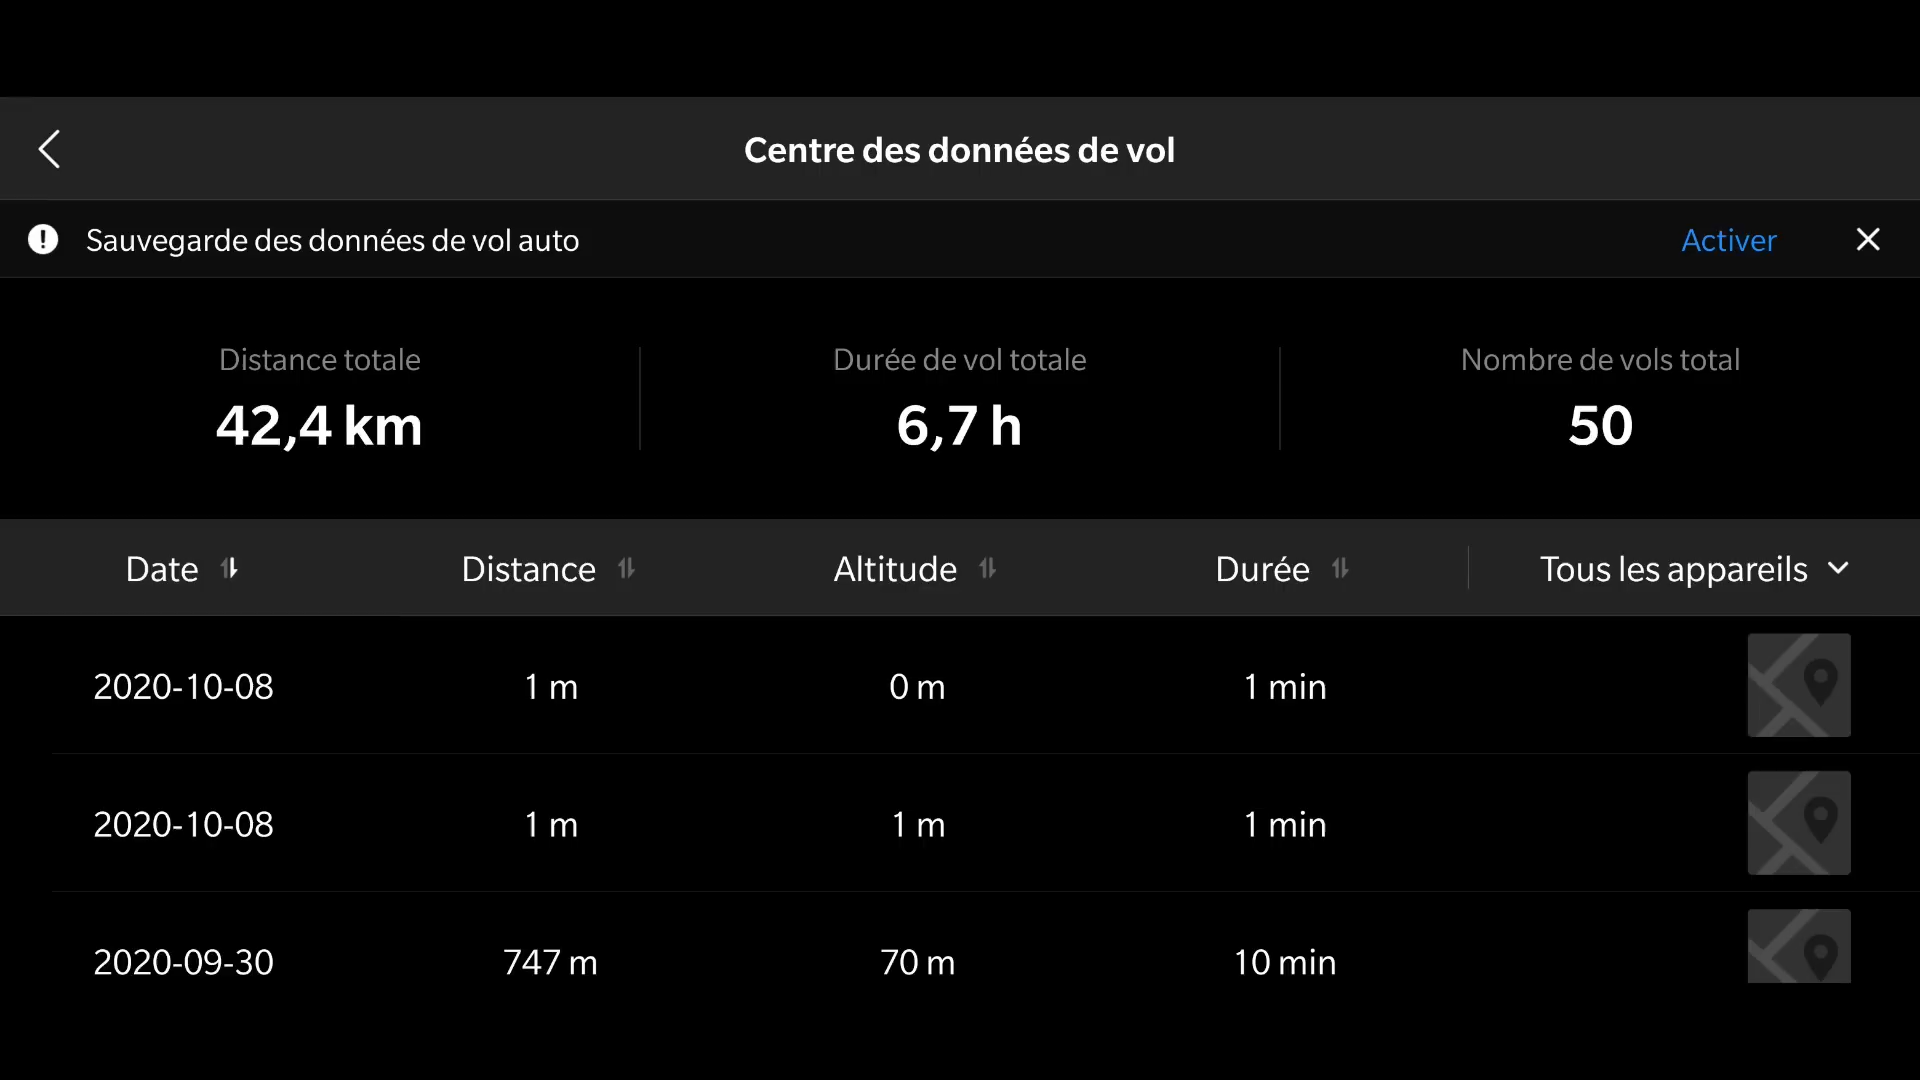 Centre des données de vol
Sauvegarde des données de vol auto Activer
Distance totale Durée de vol totale Nombre de vols total
42,4 km 6,7 h 50
Date Distance Altitude Durée Tous les appareils
2020-10-08 1 m 0 m 1 min
2020-10-08 1 m 1 m 1 min
2020-09-30 747 m 70 m 10 min